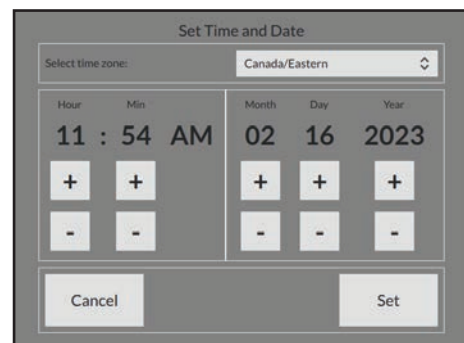 Set Time and Date
Select time zone: Canada/Eastern
Hour Min Month Day Year
11 : 54 AM 02 16 2023
+ + + + +
- - - - -
Cancel Set